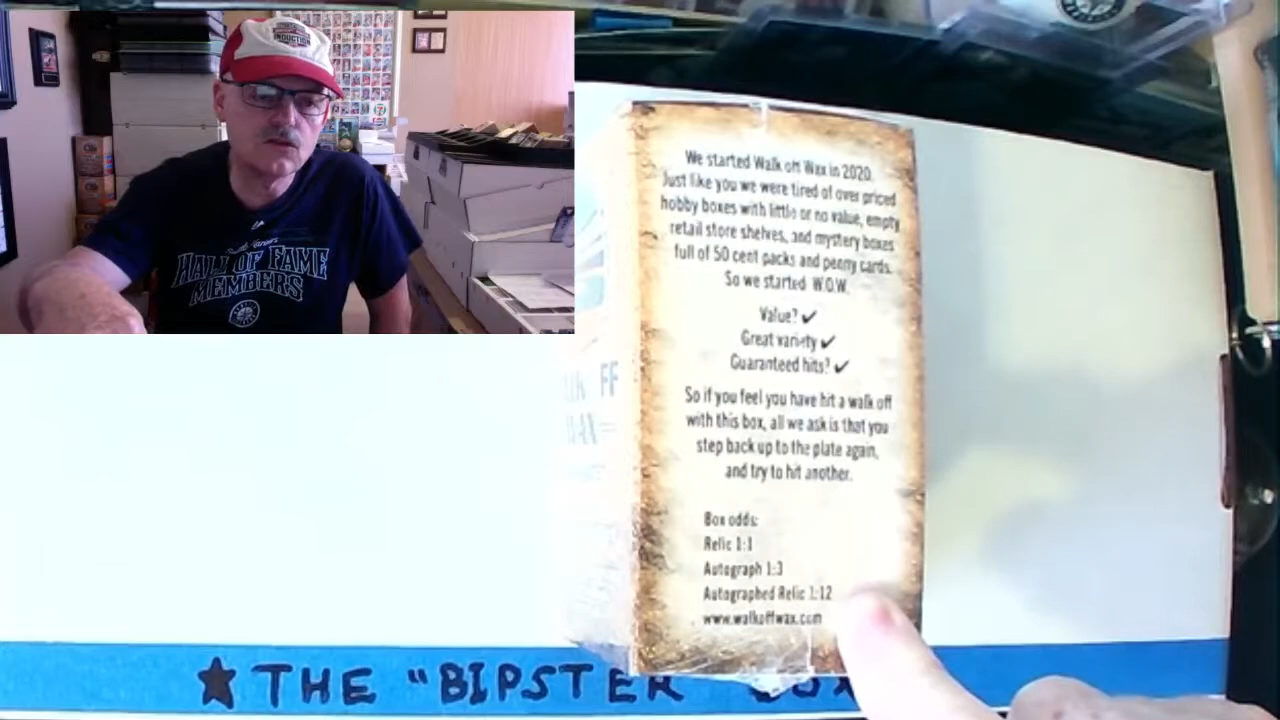 INDUCTION
HALL OF FAME
MEMBERS
We started Walk off Wax in 2020.
Just like you we were tired of over priced
hobby boxes with little or no value, empty
retail store shelves, and mystery boxes
full of 50 cent packs and penny cards.
So we started W.O.W.
Value? ✓
Great variety ✓
Guaranteed hits? ✓
So if you feel you have hit a walk off
with this box, all we ask is that you
step back up to the plate again,
and try to hit another.
Box odds:
Relic 1:1
Autograph 1:3
Autographed Relic 1:12
www.walkoffwax.com
FF
★ THE "BIPSTER